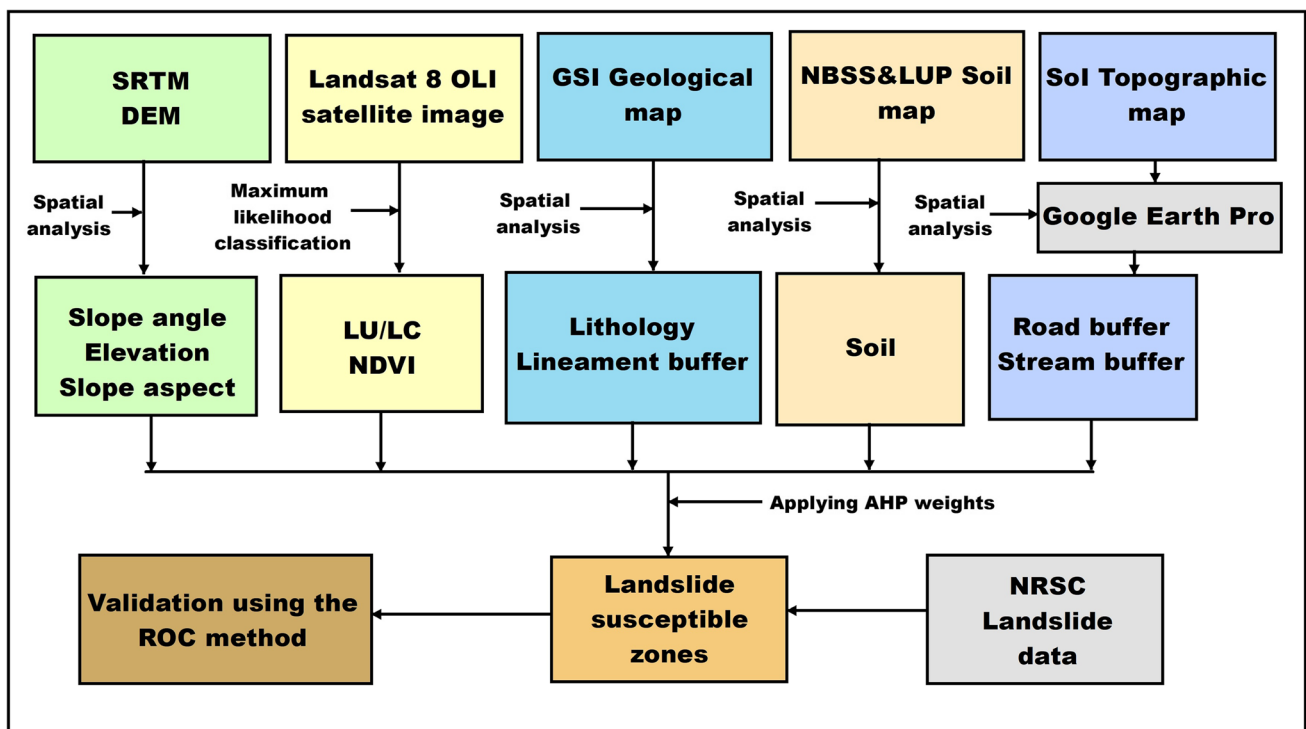 SRTM
DEM
Landsat 8 OLI
satellite image
GSI Geological
map
NBSS&LUP Soil
map
SoI Topographic
map
Spatial
analysis
Maximum
likelihood
classification
Spatial
analysis
Spatial
analysis
Spatial
analysis
Google Earth Pro
Slope angle
Elevation
Slope aspect
LU/LC
NDVI
Lithology
Lineament buffer
Soil
Road buffer
Stream buffer
Applying AHP weights
Validation using the
ROC method
Landslide
susceptible
zones
NRSC
Landslide
data